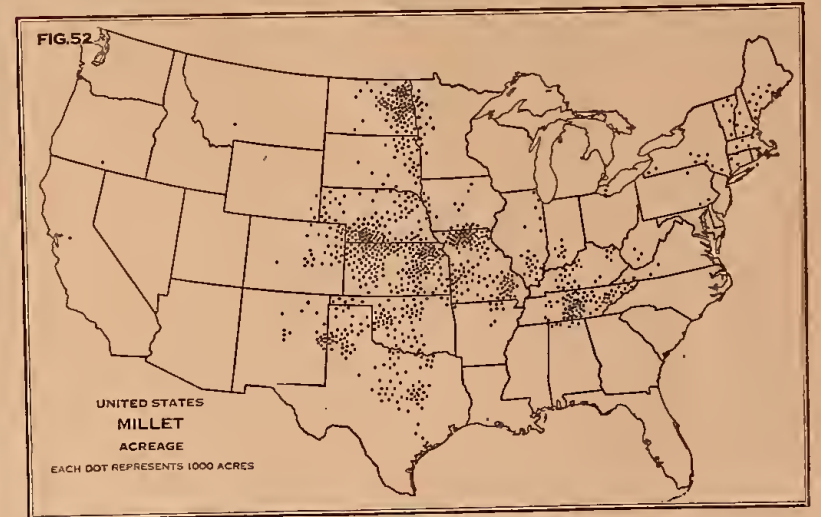 FIG.52
UNITED STATES
MILLET
ACREAGE
EACH DOT REPRESENTS 1000 ACRES